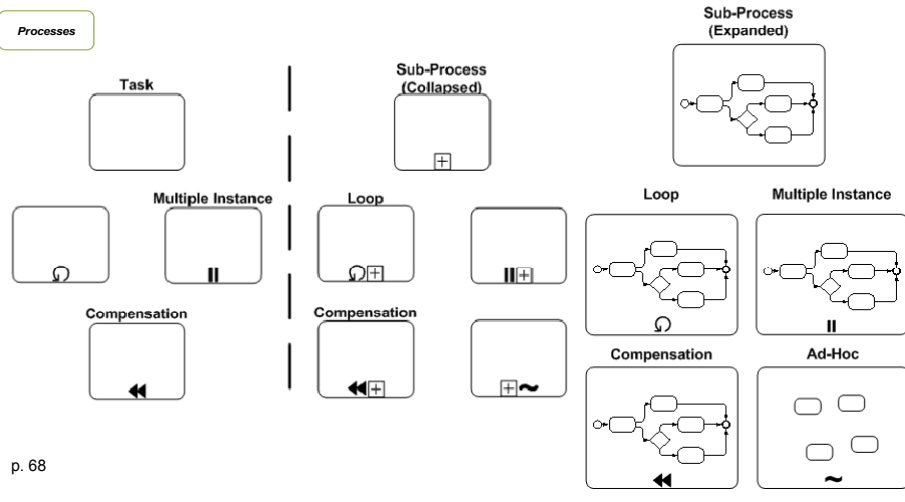 Processes
Sub-Process
(Expanded)
Task
Sub-Process
(Collapsed)
Multiple Instance
Loop
Loop
Multiple Instance
Compensation
Compensation
Compensation
Ad-Hoc
p. 68